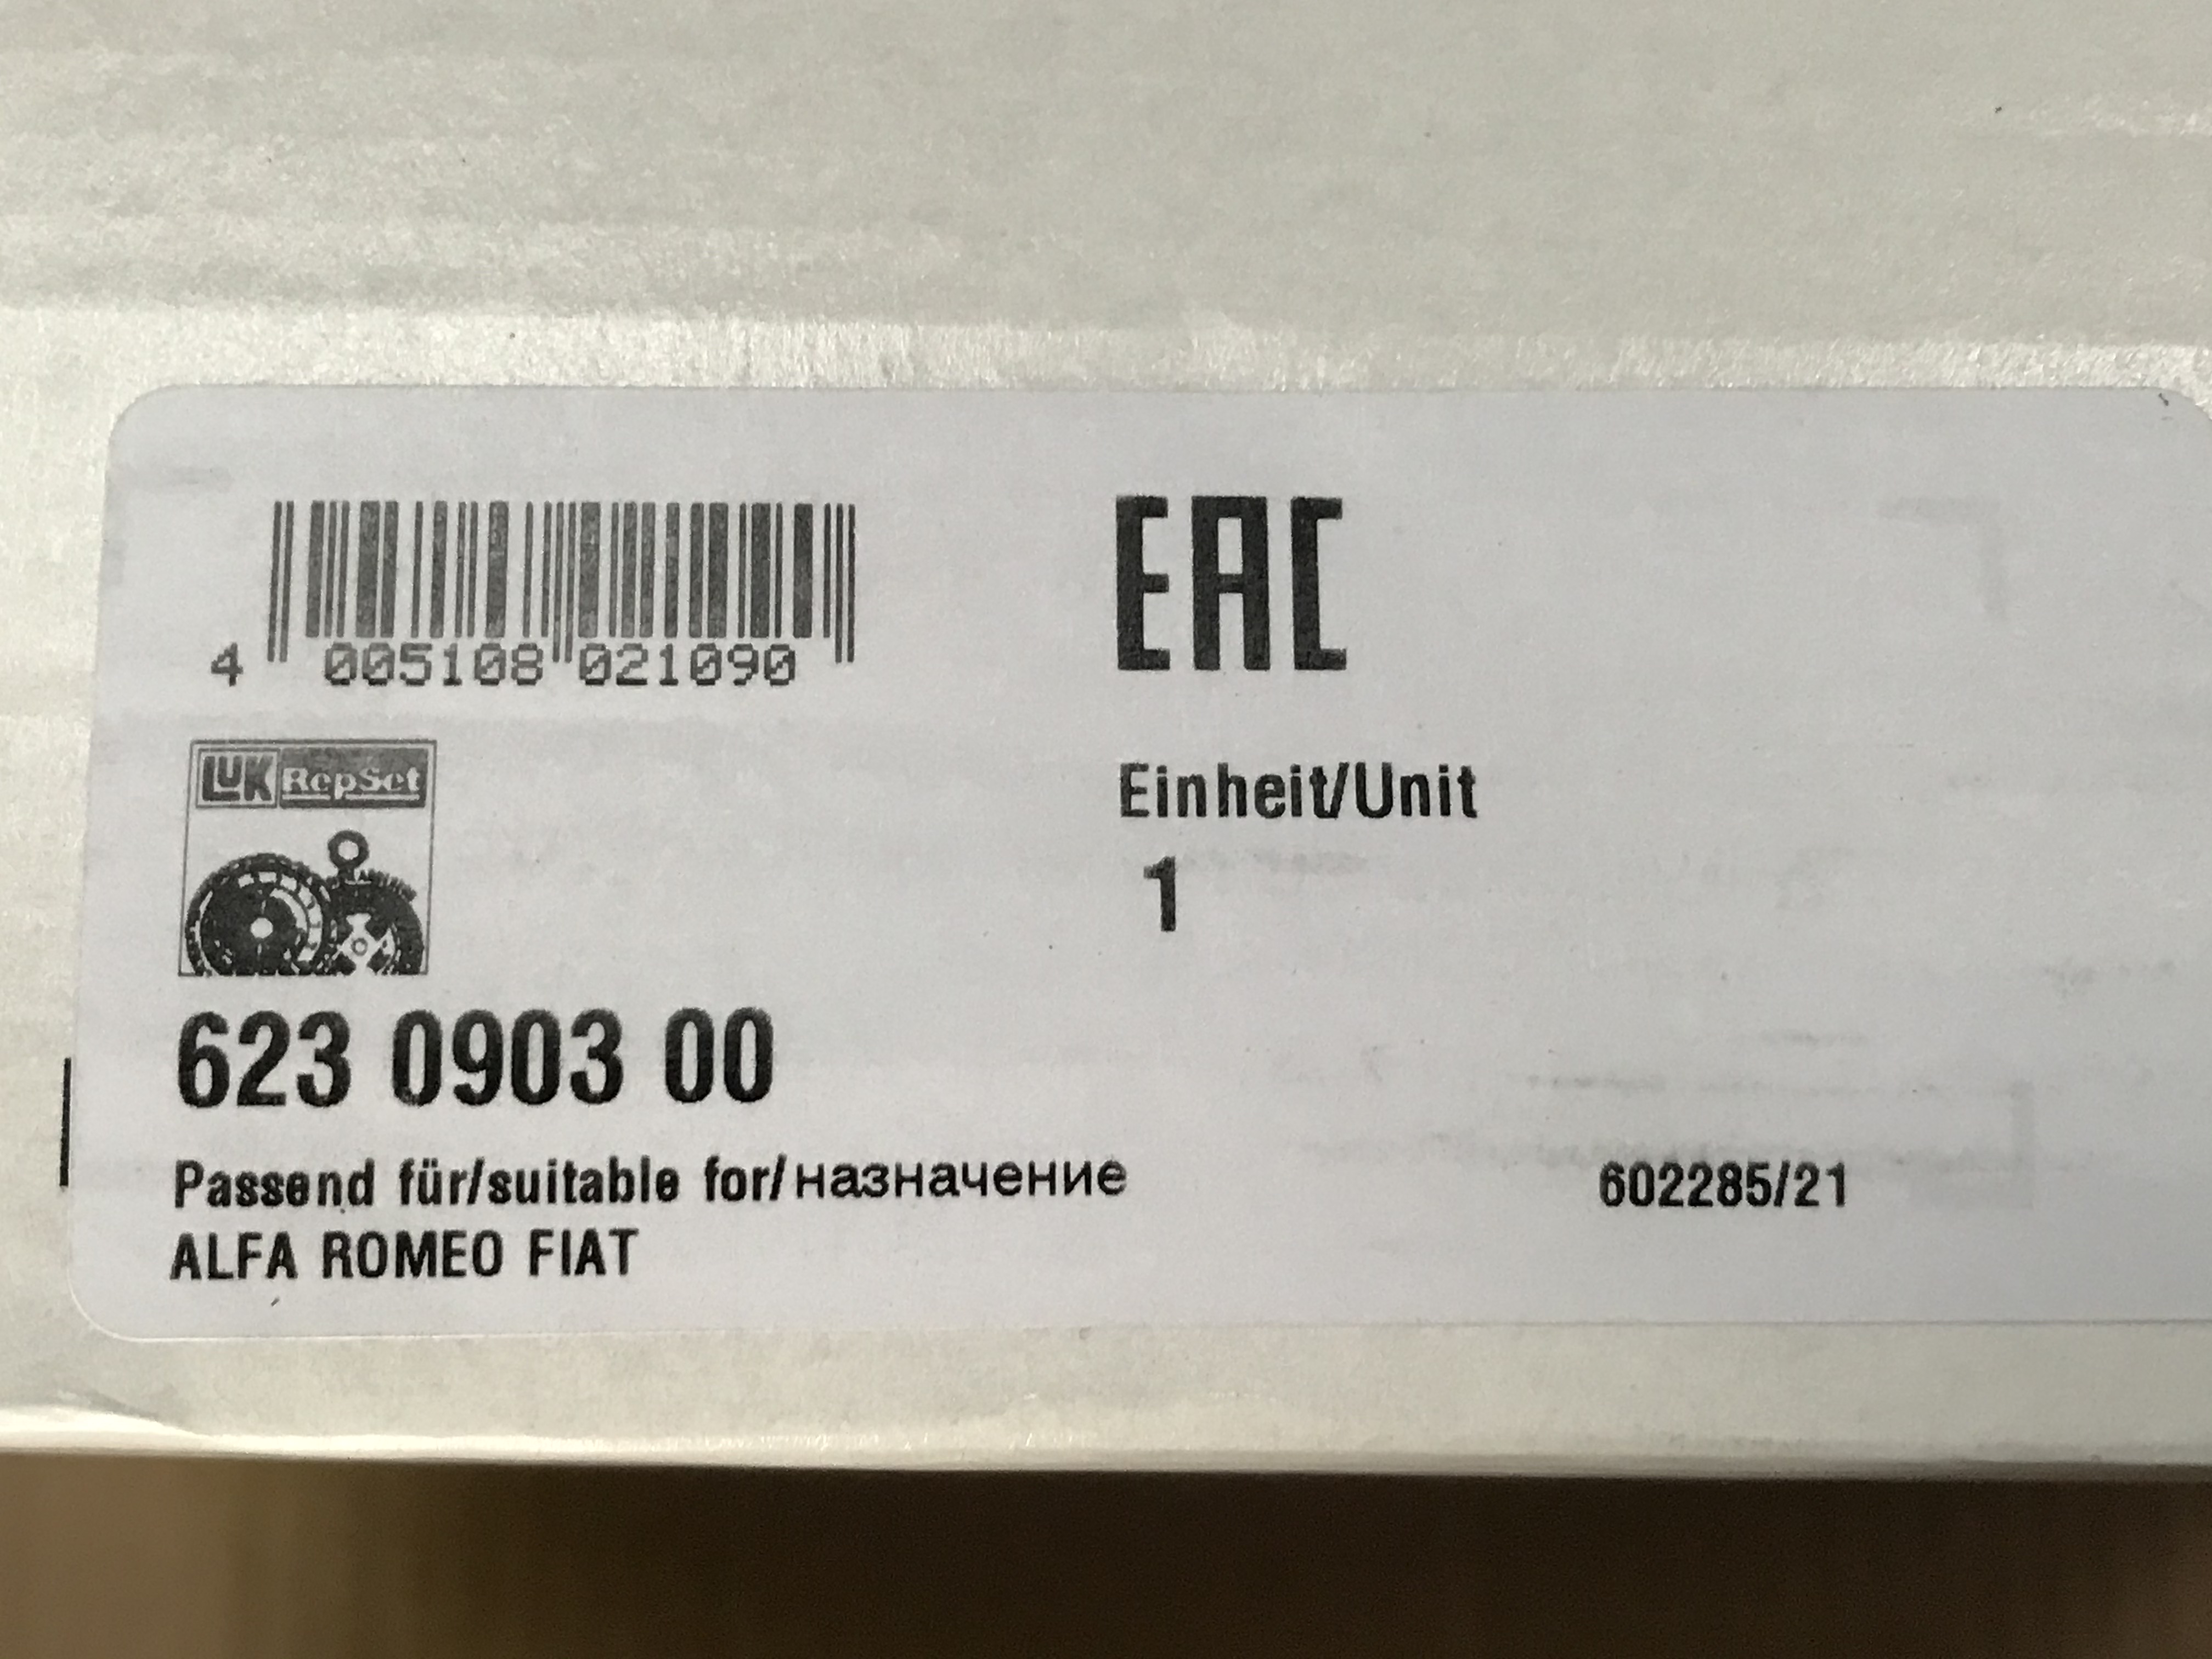 4 005108 021090
EAC
LUK RepSet
Einheit/Unit
1
623 0903 00
Passend für/suitable for/назначение
602285/21
ALFA ROMEO FIAT